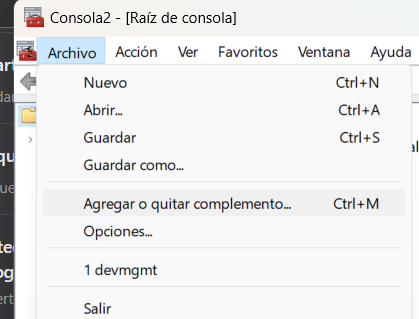 Consola2 - [Raíz de consola]
Archivo Acción Ver Favoritos Ventana Ayuda
Nuevo Ctrl+N
Abrir... Ctrl+A
Guardar Ctrl+S
Guardar como...
Agregar o quitar complemento... Ctrl+M
Opciones...
1 devmgmt
Salir